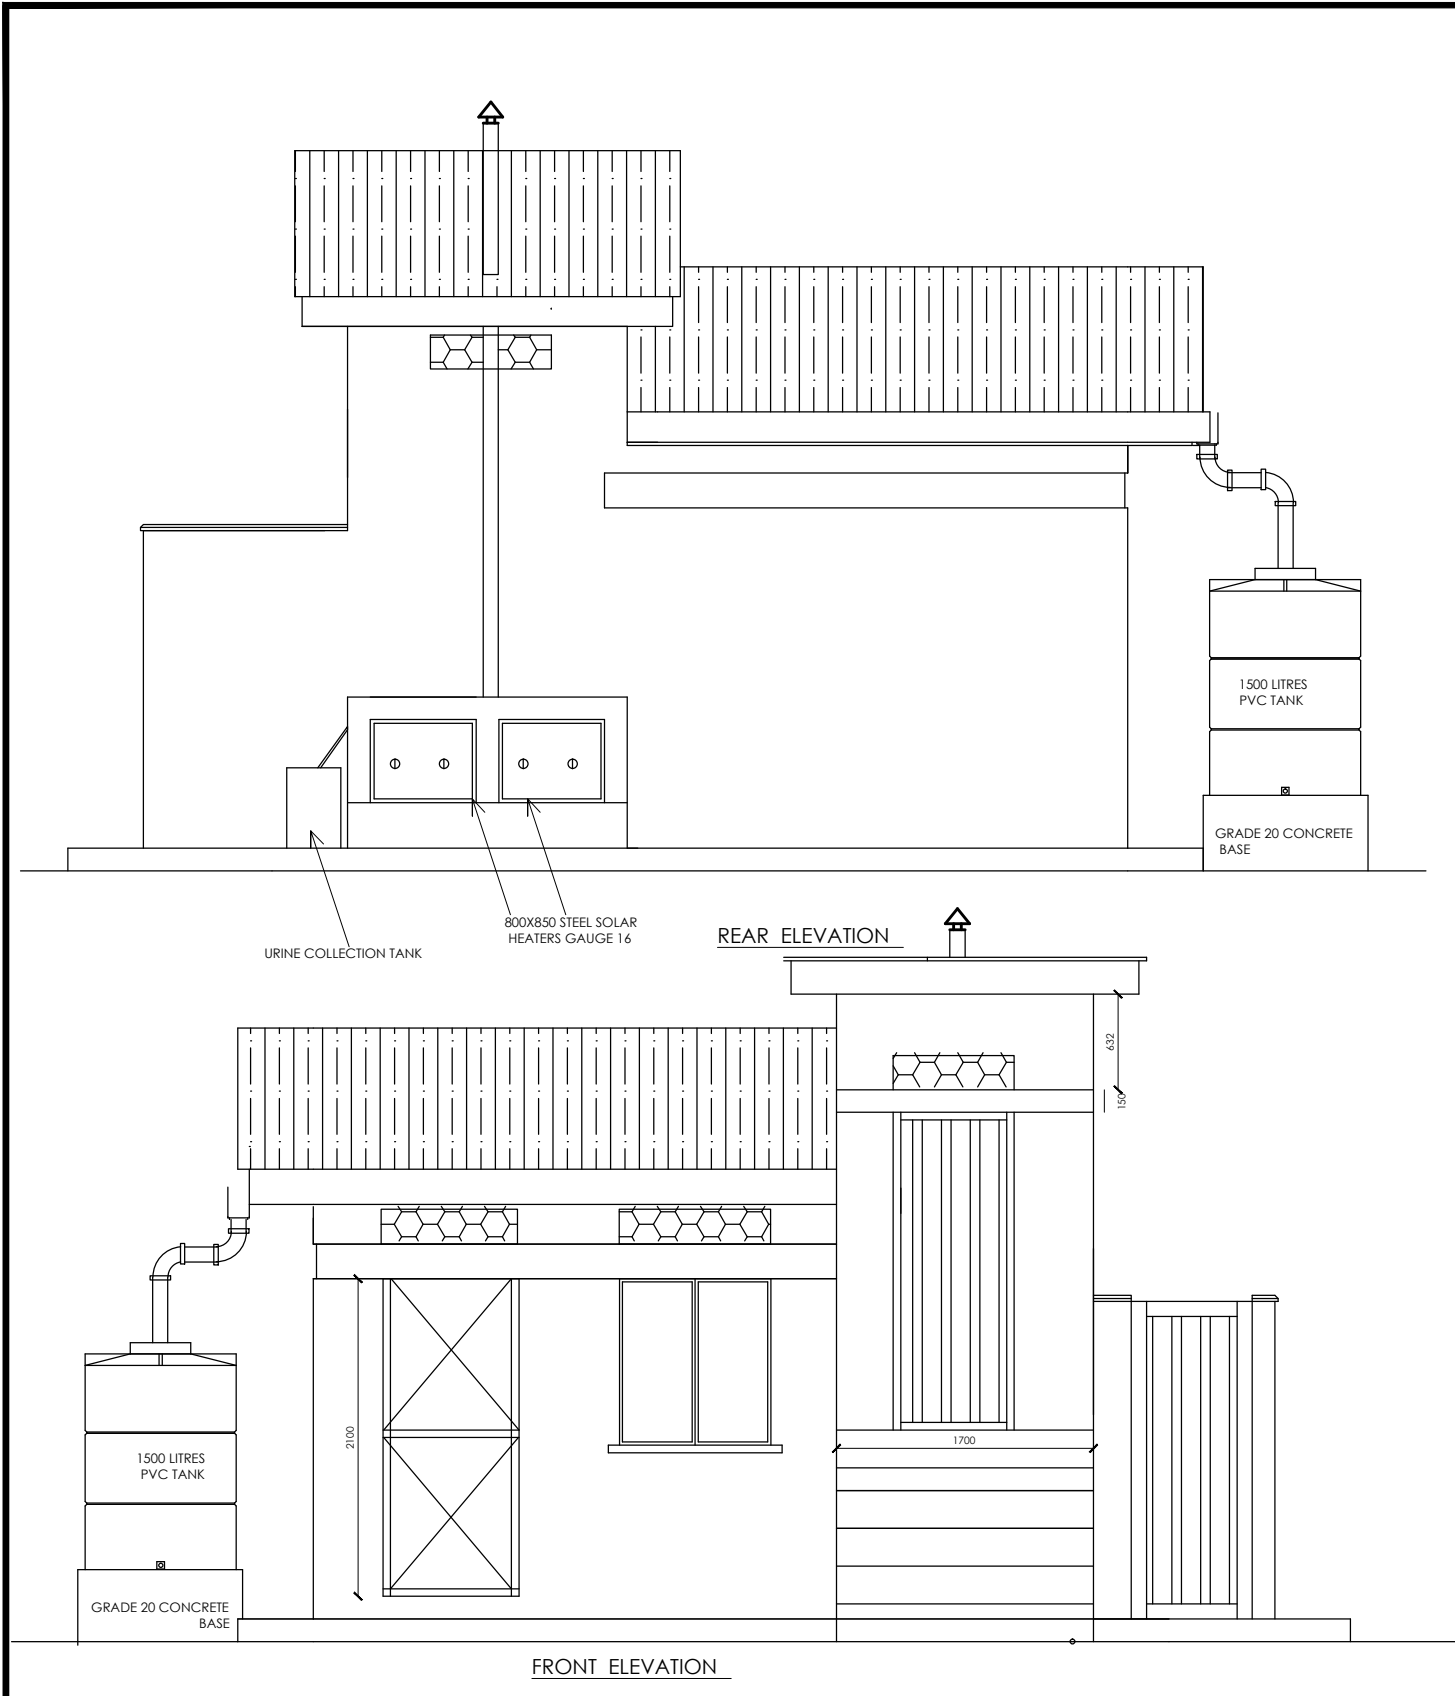 1500 LITRES
PVC TANK
GRADE 20 CONCRETE
BASE
800X850 STEEL SOLAR
HEATERS GAUGE 16
URINE COLLECTION TANK
REAR ELEVATION
632
150
2100
1700
1500 LITRES
PVC TANK
GRADE 20 CONCRETE
BASE
FRONT ELEVATION